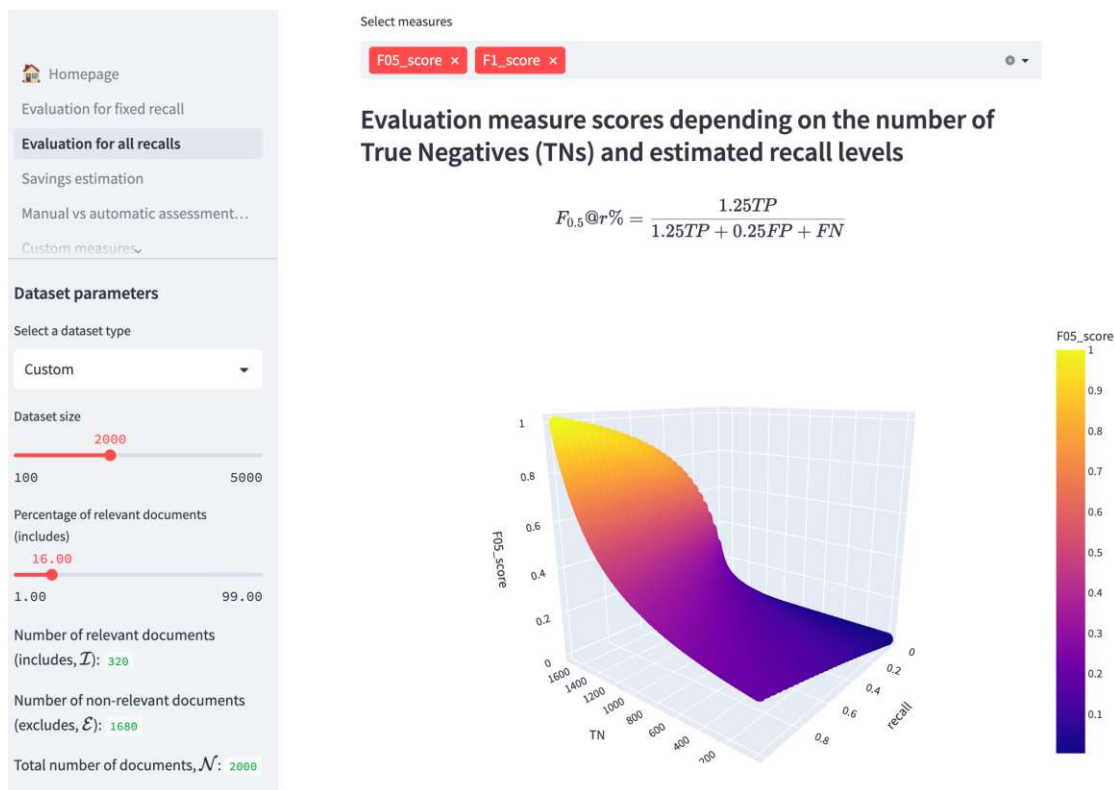 🏠 Homepage
Evaluation for fixed recall
Evaluation for all recalls
Savings estimation
Manual vs automatic assessment...
Custom measures
Dataset parameters
Select a dataset type
Custom
Dataset size
2000
100 5000
Percentage of relevant documents
(includes)
16.00
1.00 99.00
Number of relevant documents
(includes, ℐ): 320
Number of non-relevant documents
(excludes, ℰ): 1680
Total number of documents, 𝒩: 2000
Select measures
F05_score × F1_score ×
Evaluation measure scores depending on the number of
True Negatives (TNs) and estimated recall levels
F₀.₅@r% = 1.25TP / (1.25TP + 0.25FP + FN)
F05_score
1
0.9
0.8
0.7
0.6
0.5
0.4
0.3
0.2
0.1
1
0.8
0.6
0.4
0.2
0
F05_score
1600
1400
1200
1000
800
600
400
200
TN
0
0.2
0.4
0.6
0.8
recall